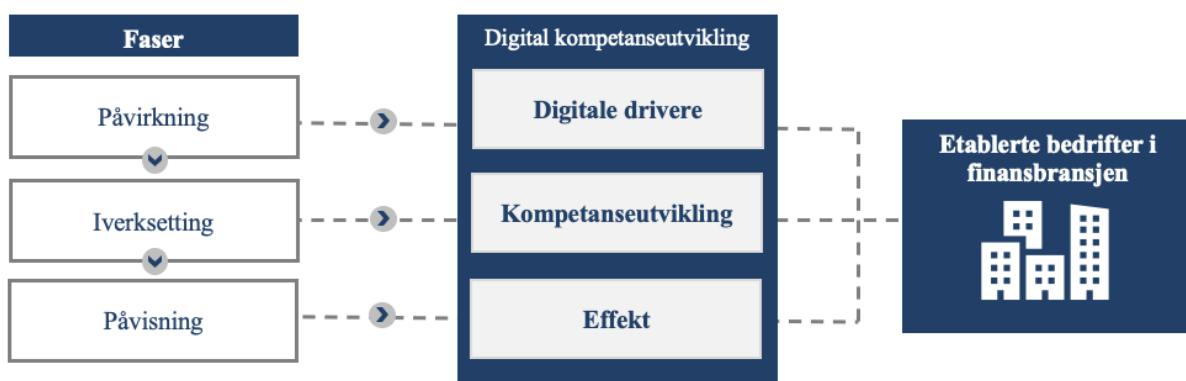 Faser
Påvirkning
Iverksetting
Påvisning
Digital kompetanseutvikling
Digitale drivere
Kompetanseutvikling
Effekt
Etablerte bedrifter i
finansbransjen